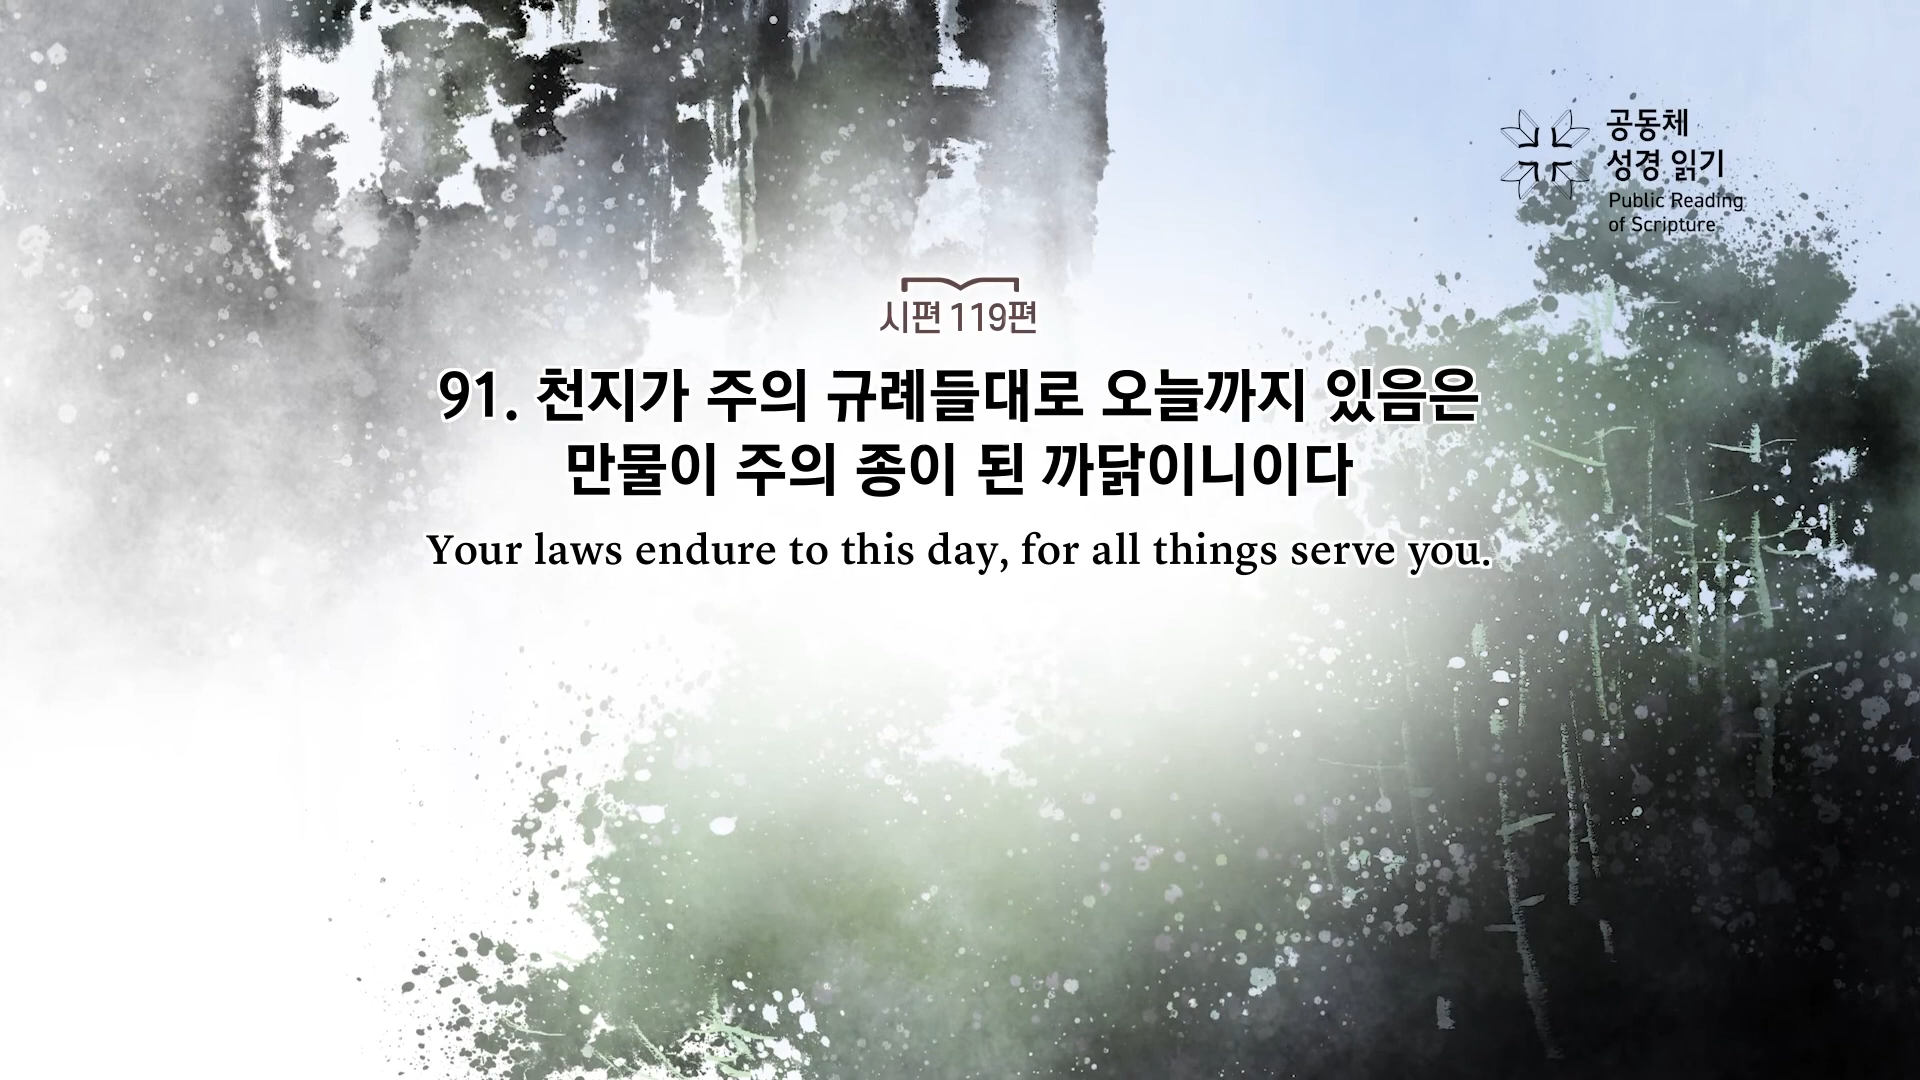 공동체
성경 읽기
Public Reading
of Scripture
시편 119편
91. 천지가 주의 규례들대로 오늘까지 있음은
만물이 주의 종이 된 까닭이니이다
Your laws endure to this day, for all things serve you.